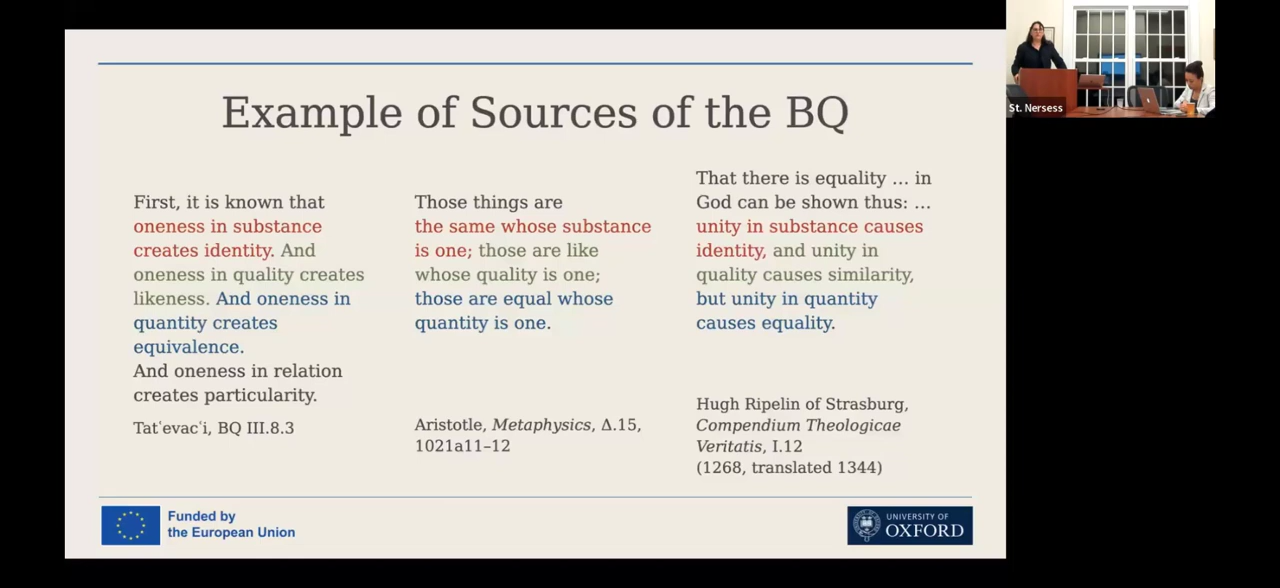 Example of Sources of the BQ
First, it is known that
oneness in substance
creates identity. And
oneness in quality creates
likeness. And oneness in
quantity creates
equivalence.
And oneness in relation
creates particularity.
Tatʿevacʿi, BQ III.8.3
Those things are
the same whose substance
is one; those are like
whose quality is one;
those are equal whose
quantity is one.
Aristotle, Metaphysics, Δ.15,
1021a11–12
That there is equality … in
God can be shown thus: …
unity in substance causes
identity, and unity in
quality causes similarity,
but unity in quantity
causes equality.
Hugh Ripelin of Strasburg,
Compendium Theologicae
Veritatis, I.12
(1268, translated 1344)
Funded by
the European Union
UNIVERSITY OF
OXFORD
St. Nersess